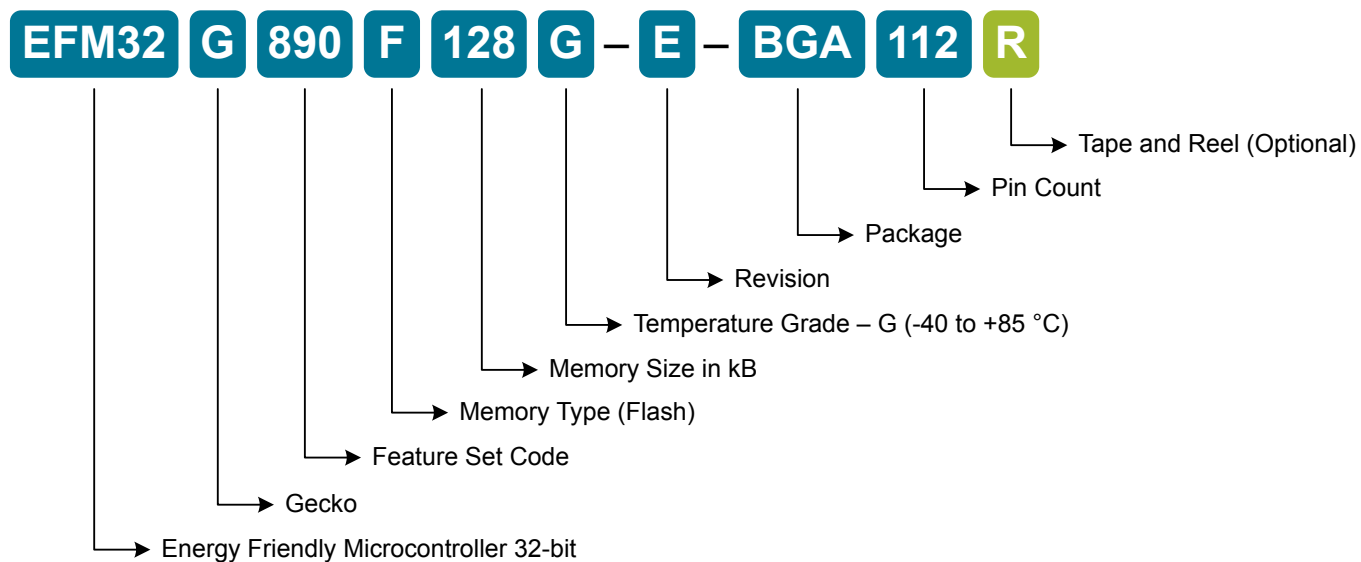 EFM32 G 890 F 128 G – E – BGA 112 R
Tape and Reel (Optional)
Pin Count
Package
Revision
Temperature Grade – G (-40 to +85 °C)
Memory Size in kB
Memory Type (Flash)
Feature Set Code
Gecko
Energy Friendly Microcontroller 32-bit